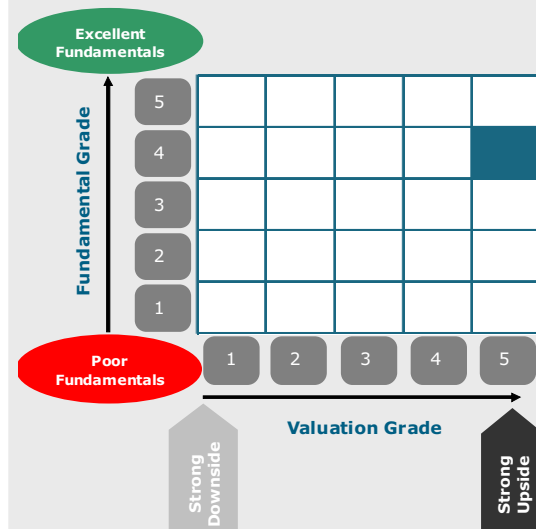 Excellent
Fundamentals
Fundamental Grade
5
4
3
2
1
Poor
Fundamentals
1
2
3
4
5
Valuation Grade
Strong
Downside
Strong
Upside